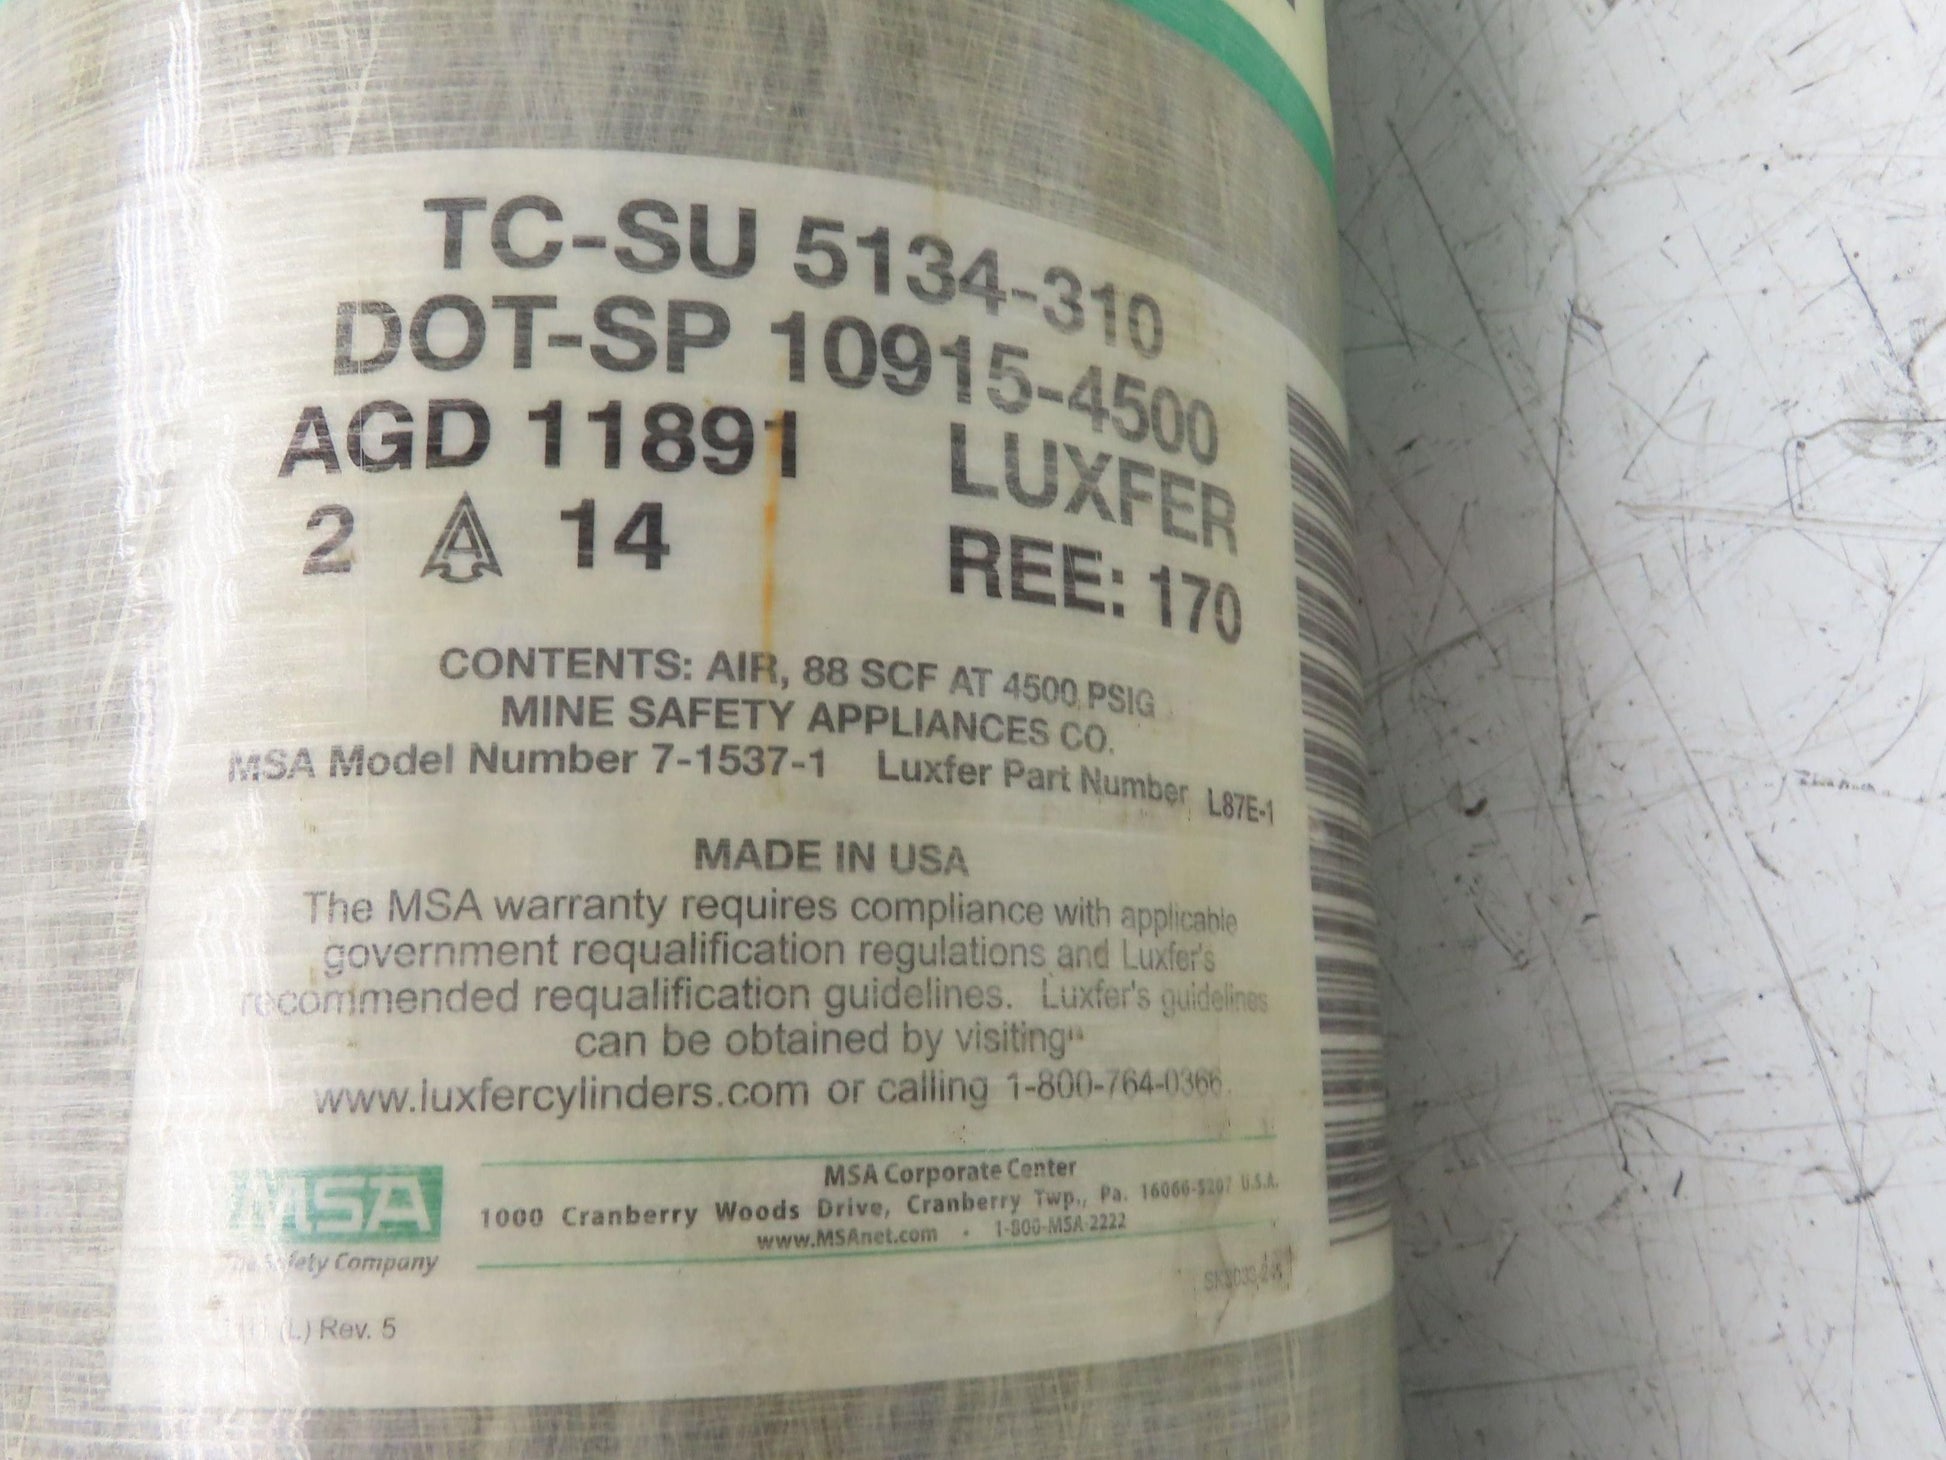 TC-SU 5134-310
DOT-SP 10915-4500
AGD 11891 LUXFER
2 A 14 REE: 170
CONTENTS: AIR, 88 SCF AT 4500 PSIG
MINE SAFETY APPLIANCES CO.
MSA Model Number 7-1537-1 Luxfer Part Number L87E-1
MADE IN USA
The MSA warranty requires compliance with applicable
government requalification regulations and Luxfer's
recommended requalification guidelines. Luxfer's guidelines
can be obtained by visiting
www.luxfercylinders.com or calling 1-800-764-0366.
MSA
The Safety Company
MSA Corporate Center
1000 Cranberry Woods Drive, Cranberry Twp., Pa. 16066-5207 U.S.A.
www.MSAnet.com • 1-800-MSA-2222
(L) Rev. 5